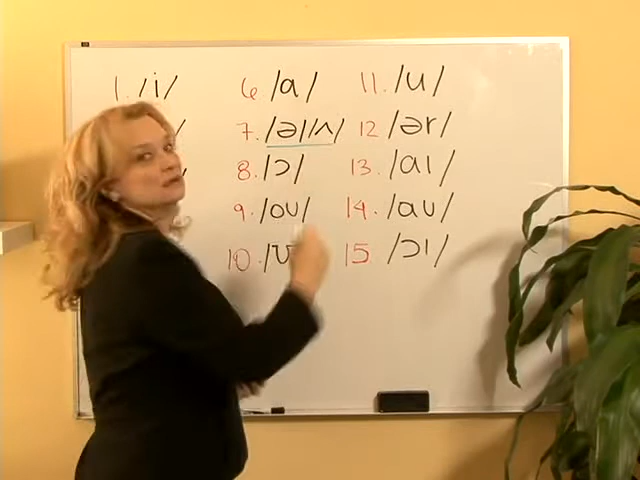 1. /i/ 6 /a/ 11. /u/
/ 7. /ə//ʌ/ 12 /ər/
8. /ɔ/ 13. /aɪ/
9. /oʊ/ 14. /aʊ/
10. /ʊ 15. /ɔɪ/